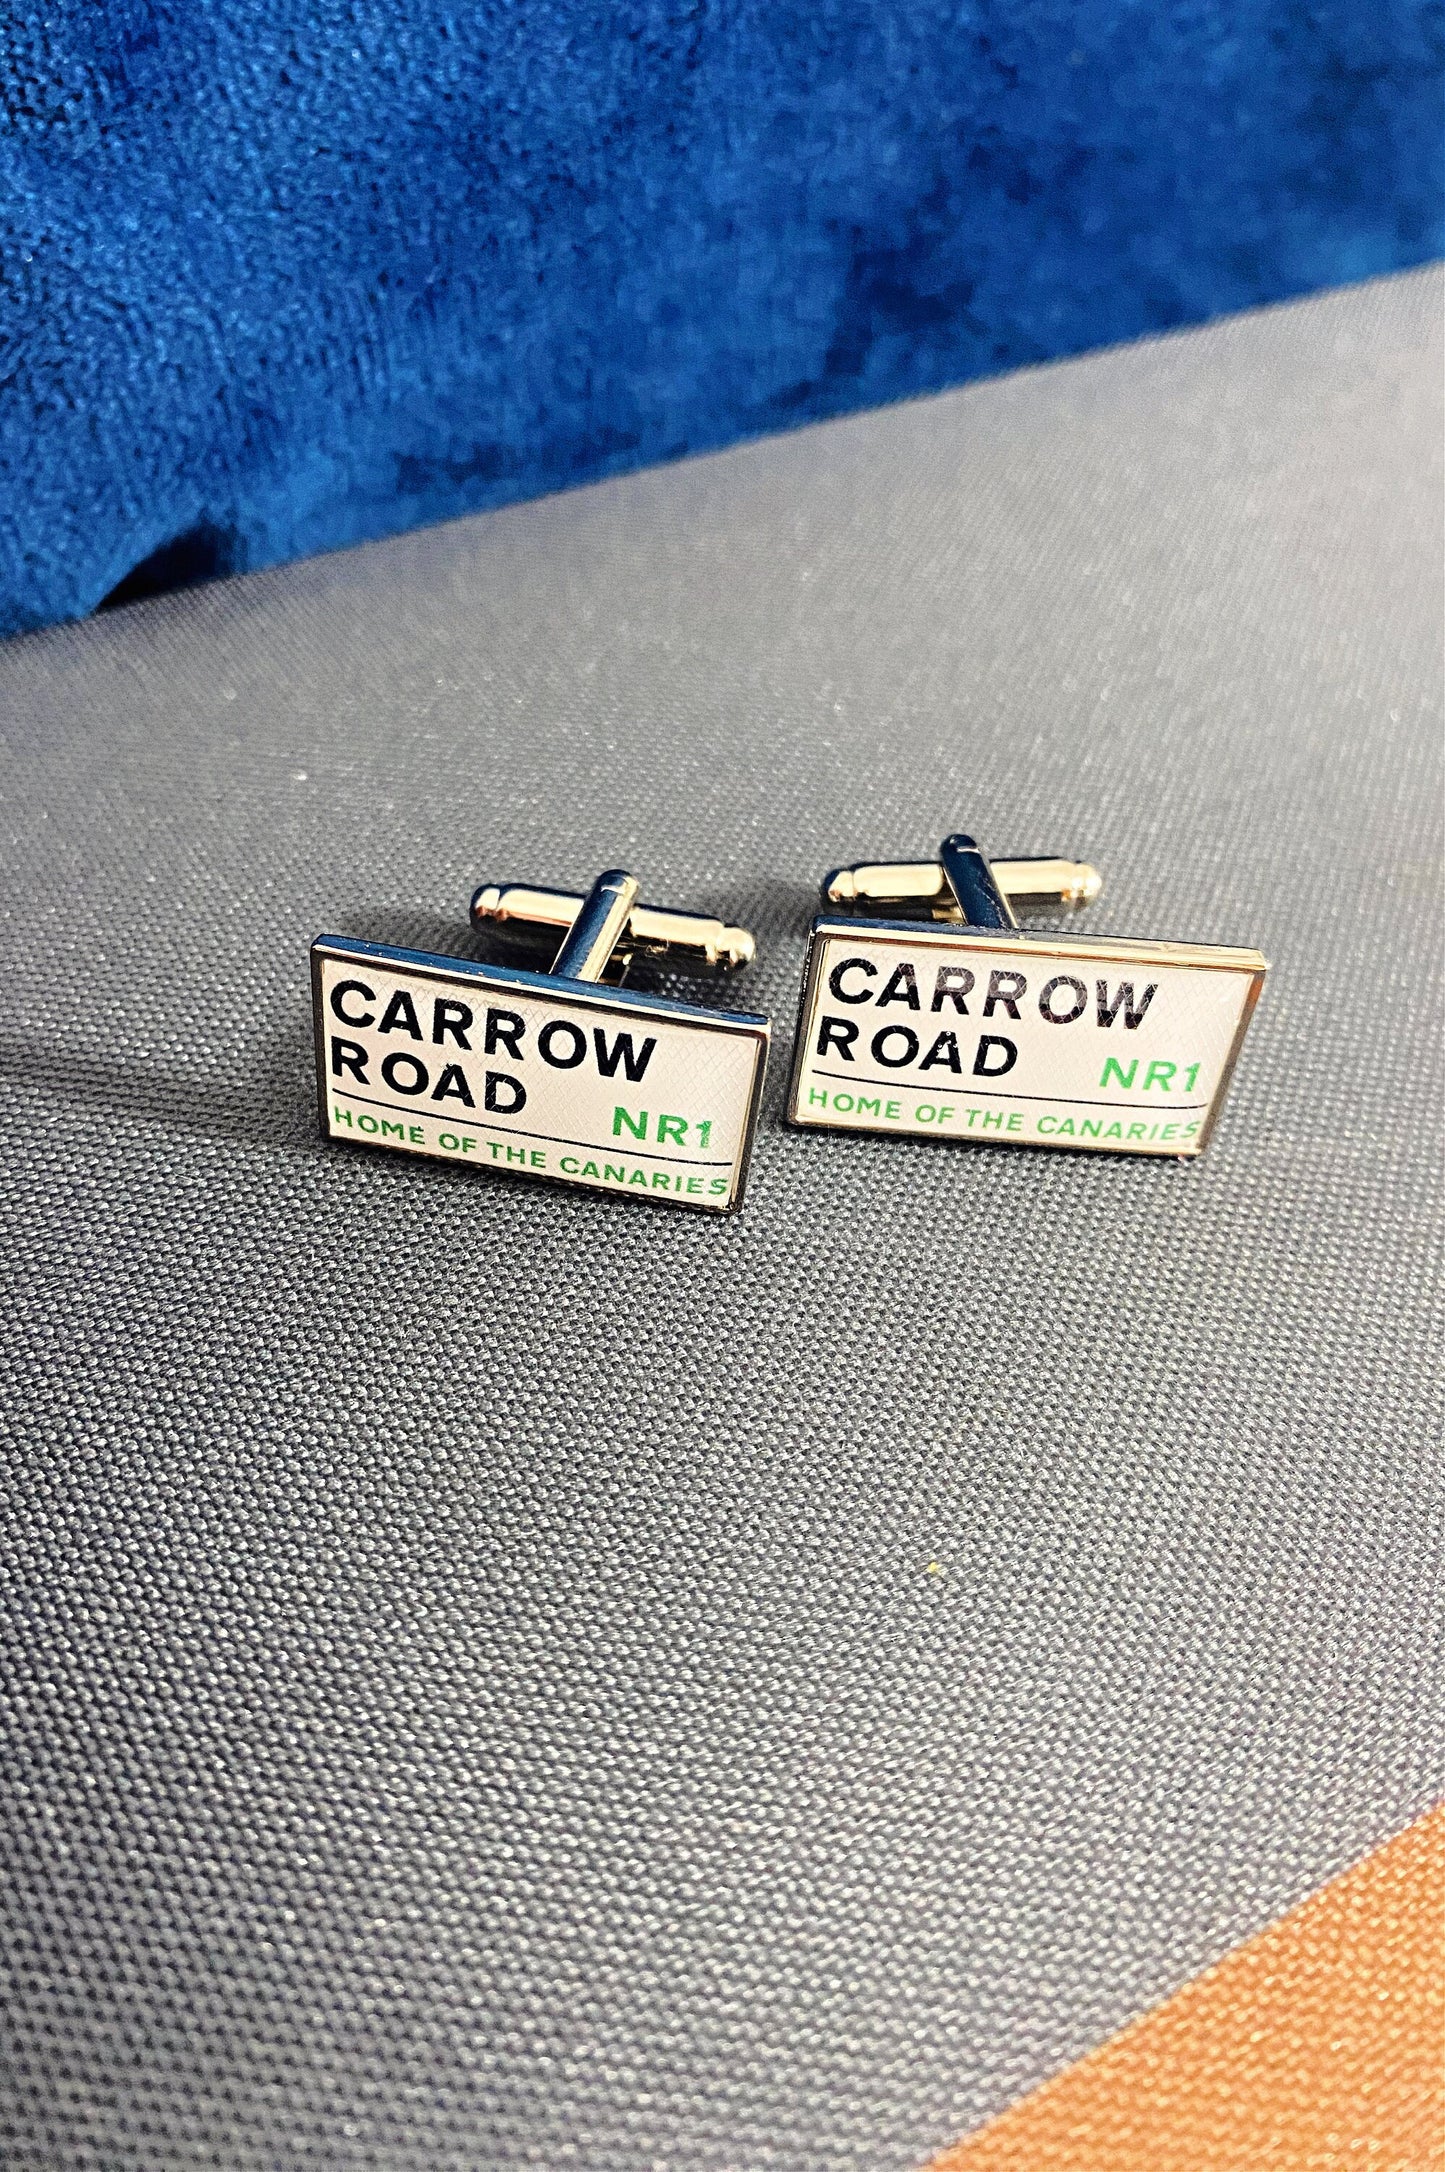 CARROW
ROAD
NR1
HOME OF THE CANARIES
CARROW
ROAD
NR1
HOME OF THE CANARIES